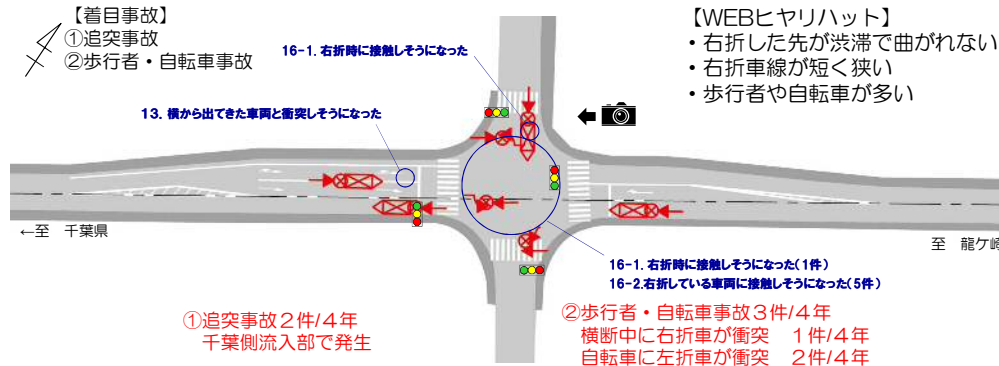 【着目事故】
①追突事故
②歩行者・自転車事故
16-1. 右折時に接触しそうになった
13. 横から出てきた車両と衝突しそうになった
【WEBヒヤリハット】
・右折した先が渋滞で曲がれない
・右折車線が短く狭い
・歩行者や自転車が多い
←至 千葉県
至 龍ケ崎
16-1. 右折時に接触しそうになった(1件)
16-2.右折している車両に接触しそうになった(5件)
①追突事故２件/４年
千葉側流入部で発生
②歩行者・自転車事故３件/４年
横断中に右折車が衝突　１件/４年
自転車に左折車が衝突　２件/４年